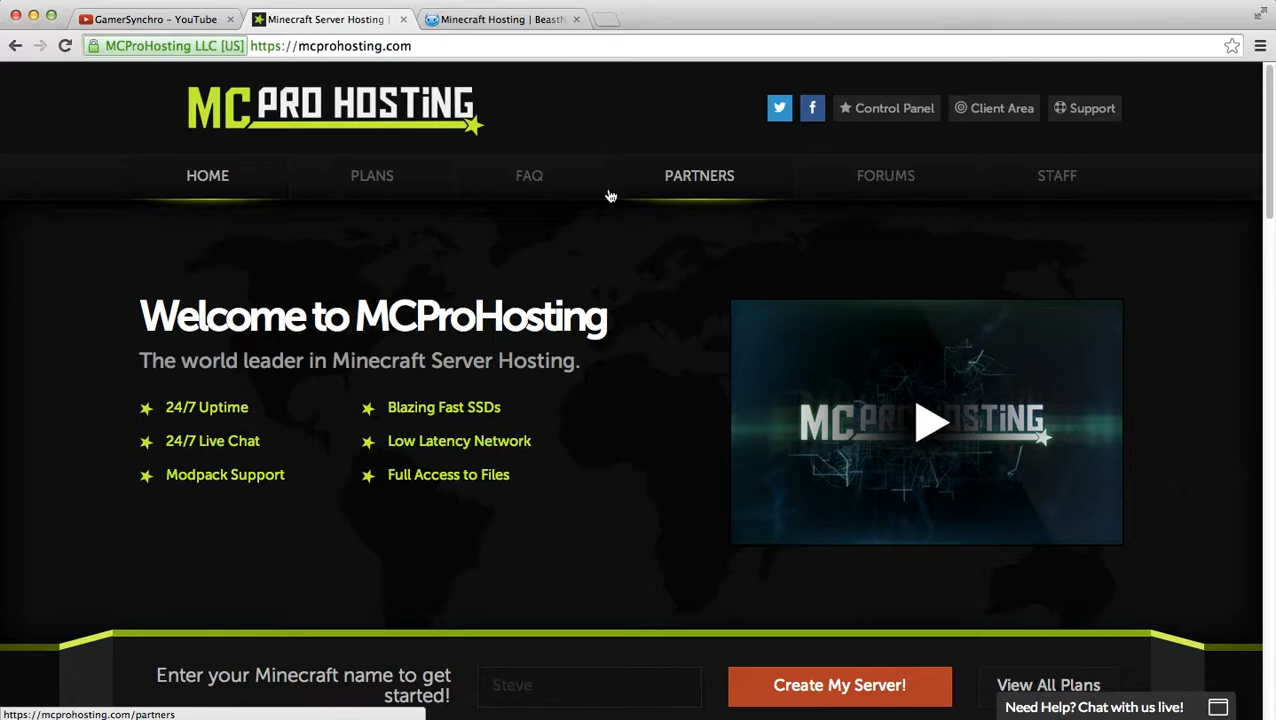 GamerSynchro - YouTube
Minecraft Server Hosting |
Minecraft Hosting | BeastN
MCProHosting LLC [US]
https://mcprohosting.com
MC PRO HOSTiNG
Control Panel
Client Area
Support
HOME
PLANS
FAQ
PARTNERS
FORUMS
STAFF
Welcome to MCProHosting
The world leader in Minecraft Server Hosting.
24/7 Uptime
Blazing Fast SSDs
24/7 Live Chat
Low Latency Network
Modpack Support
Full Access to Files
MC PRO HOSTiNG
Enter your Minecraft name to get
started!
Steve
Create My Server!
View All Plans
Need Help? Chat with us live!
https://mcprohosting.com/partners